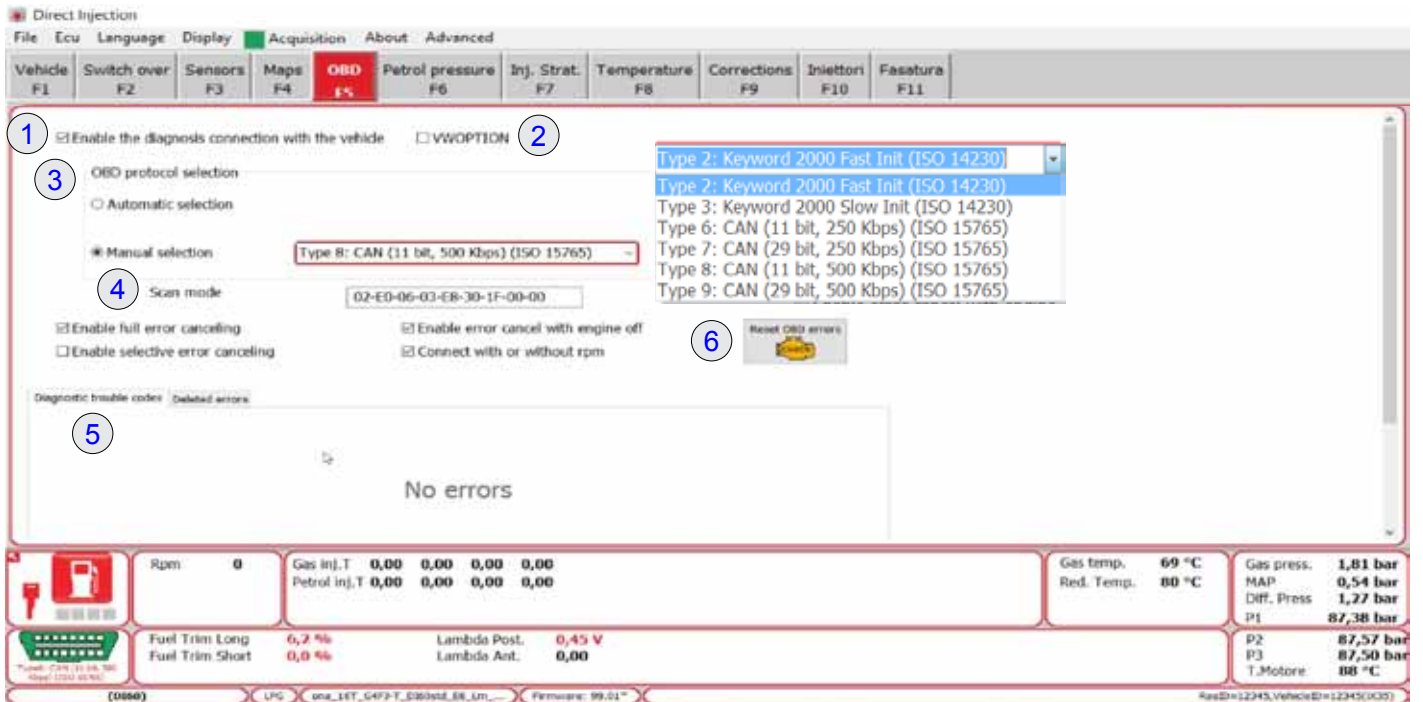 Direct Injection
File Ecu Language Display Acquisition About Advanced
Vehicle F1 Switch over F2 Sensors F3 Maps F4 OBD F5 Petrol pressure F6 Inj. Strat. F7 Temperature F8 Corrections F9 Iniettori F10 Fasatura F11
1 Enable the diagnosis connection with the vehicle VWOPTION 2
3 OBD protocol selection
Automatic selection
Manual selection Type 8: CAN (11 bit, 500 Kbps) (ISO 15765)
Type 2: Keyword 2000 Fast Init (ISO 14230)
Type 2: Keyword 2000 Fast Init (ISO 14230)
Type 3: Keyword 2000 Slow Init (ISO 14230)
Type 6: CAN (11 bit, 250 Kbps) (ISO 15765)
Type 7: CAN (29 bit, 250 Kbps) (ISO 15765)
Type 8: CAN (11 bit, 500 Kbps) (ISO 15765)
Type 9: CAN (29 bit, 500 Kbps) (ISO 15765)
4 Scan mode 02-E0-06-03-E8-30-1F-00-00
Enable full error canceling Enable error cancel with engine off
Enable selective error canceling Connect with or without rpm
6 Reset OBD errors
CHECK
Diagnostic trouble codes Deleted errors
5
No errors
Rpm 0
Gas inj.T 0,00 0,00 0,00 0,00
Petrol inj.T 0,00 0,00 0,00 0,00
Gas temp. 69 °C
Red. Temp. 80 °C
Gas press. 1,81 bar
MAP 0,54 bar
Diff. Press 1,27 bar
P1 87,38 bar
Fuel Trim Long 6,2 % Lambda Post. 0,45 V
Fuel Trim Short 0,0 % Lambda Ant. 0,00
P2 87,57 bar
P3 87,50 bar
T.Motore 88 °C
LPG
Firmware: 99.01"